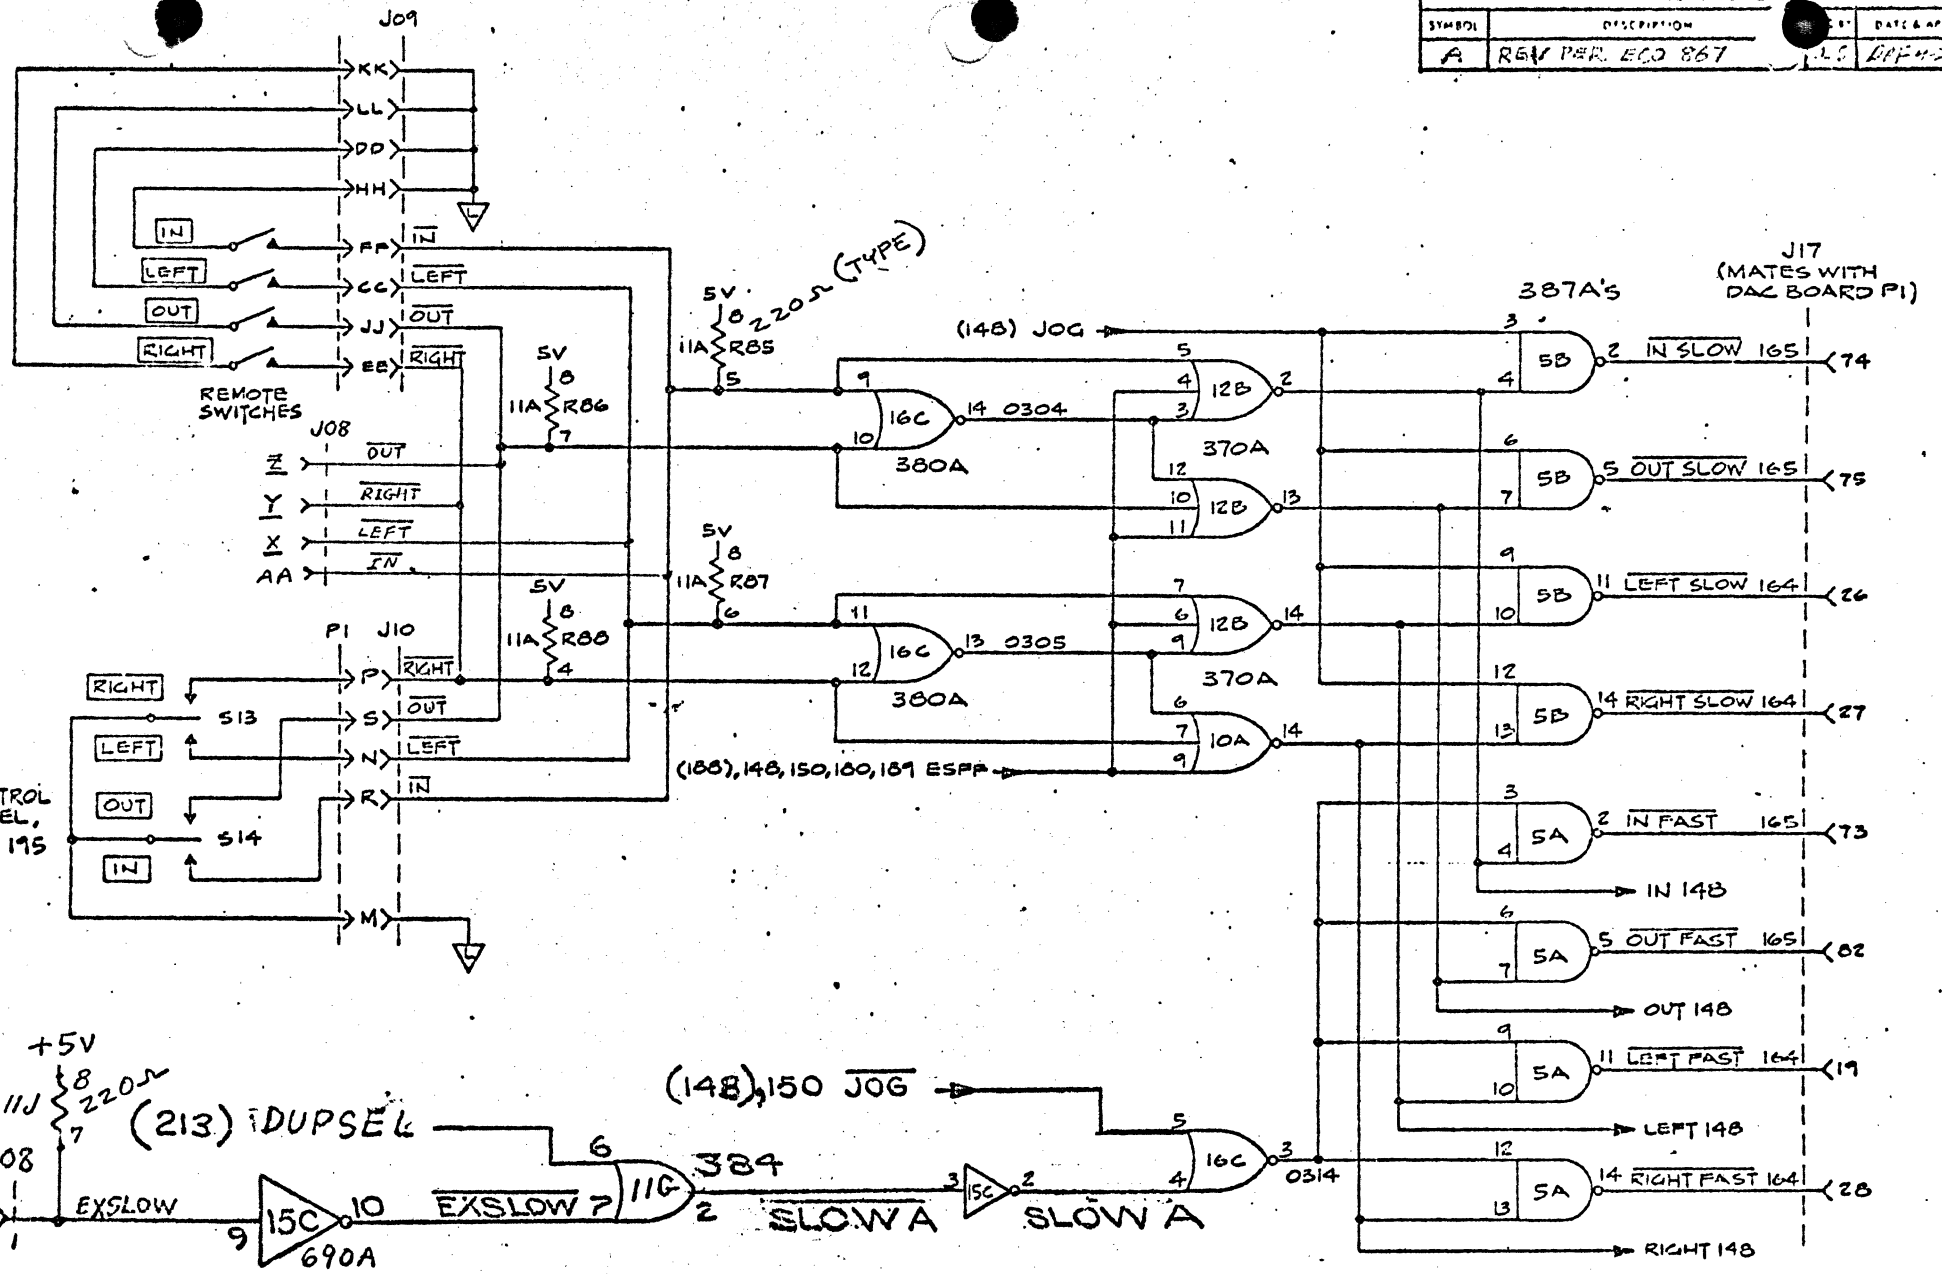 J09
SYMBOL DESCRIPTION DATE & AP
A REV PER ECO 867
KK
LL
DD
HH
L
IN FF IN
LEFT CC LEFT
OUT JJ OUT
RIGHT EE RIGHT
REMOTE
SWITCHES
J08
Z OUT
Y RIGHT
X LEFT
AA IN
5V
8
11A R86
7
5V
8
11A R85
5
220Ω (TYPE)
5V
8
11A R87
6
5V
8
11A R88
4
P1 J10
P RIGHT
S OUT
N LEFT
R IN
M
L
RIGHT
S13
LEFT
OUT
S14
IN
TROL
EL,
195
9
16C 14 0304
10
380A
11
16C 13 0305
12
380A
(148) JOG
5
4 12B 2
3
370A
12
10 12B 13
11
7
6 12B 14
9
370A
6
7 10A 14
9
(188),148,150,180,189 ESPF
387A's
J17
(MATES WITH
DAC BOARD P1)
3
5B 2 IN SLOW 165 74
4
6
5B 5 OUT SLOW 165 75
7
9
5B 11 LEFT SLOW 164 26
10
12
5B 14 RIGHT SLOW 164 27
13
3
5A 2 IN FAST 165 73
4
IN 148
6
5A 5 OUT FAST 165 82
7
OUT 148
9
5A 11 LEFT FAST 164 19
10
LEFT 148
12
5A 14 RIGHT FAST 164 28
13
RIGHT 148
+5V
8
11J 220Ω
7
08
EXSLOW
9 15C 10
690A
(213) DUPSEL
EXSLOW
6
7 11G 2
384
SLOW A
3 15C 2
SLOW A
(148),150 JOG
5
4 16C 3
0314